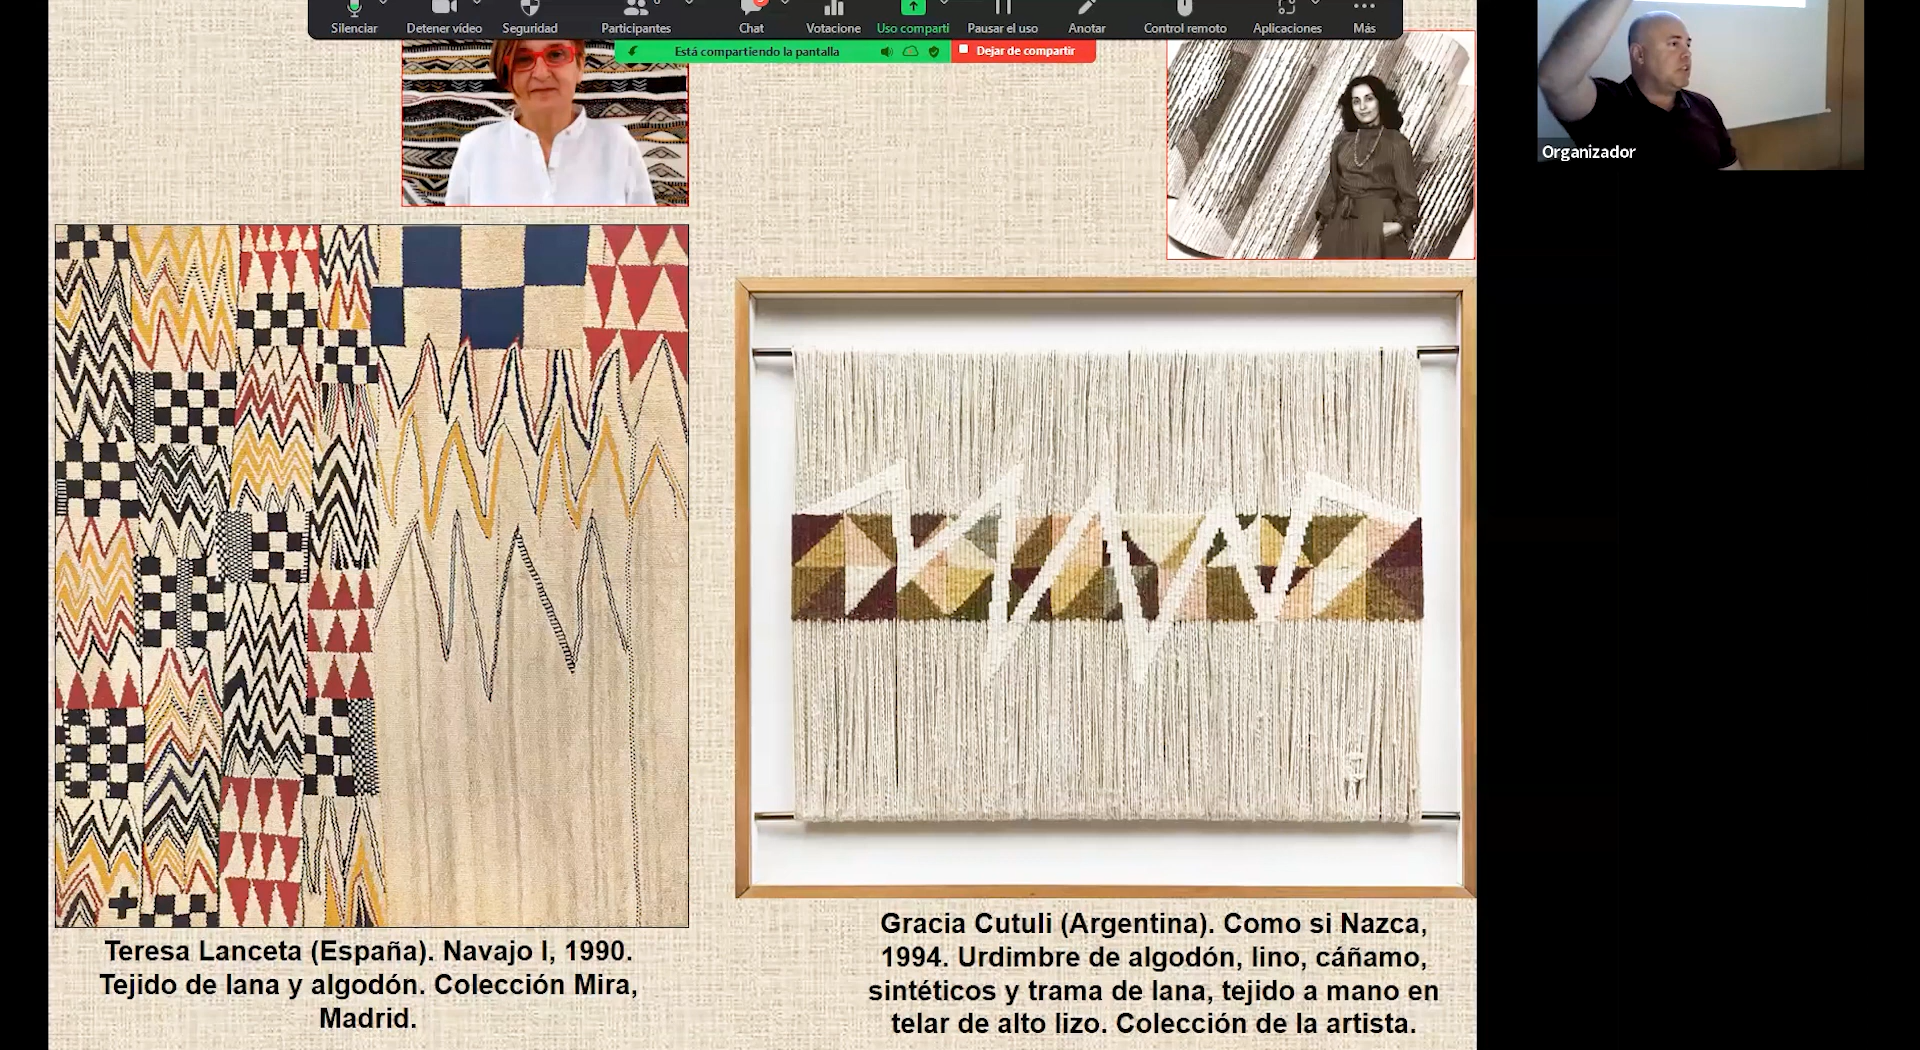 Silenciar
Detener vídeo
Seguridad
Participantes
Chat
Votacione
Uso comparti
Pausar el uso
Anotar
Control remoto
Aplicaciones
Más
Está compartiendo la pantalla
Dejar de compartir
Organizador
Teresa Lanceta (España). Navajo I, 1990.
Tejido de lana y algodón. Colección Mira,
Madrid.
Gracia Cutuli (Argentina). Como si Nazca,
1994. Urdimbre de algodón, lino, cáñamo,
sintéticos y trama de lana, tejido a mano en
telar de alto lizo. Colección de la artista.